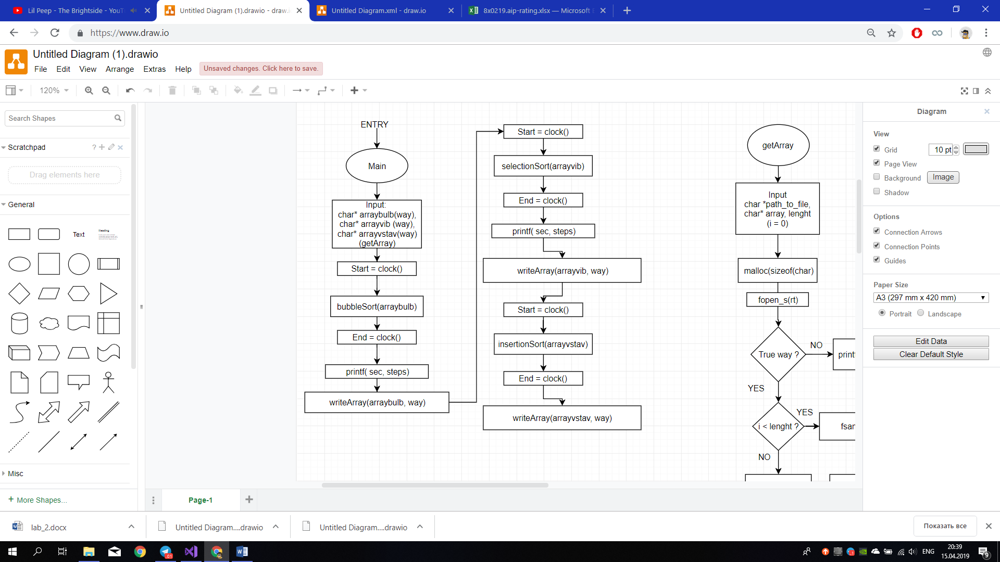 Lil Peep - The Brightside - YouT
Untitled Diagram (1).drawio - draw.i
Untitled Diagram.xml - draw.io
8x0219.aip-rating.xlsx — Microsoft E
https://www.draw.io
Untitled Diagram (1).drawio
File Edit View Arrange Extras Help
Unsaved changes. Click here to save.
120%
Search Shapes
Scratchpad
?
Drag elements here
General
Text
Heading
Misc
+ More Shapes...
ENTRY
Main
Input:
char* arraybulb(way),
char* arrayvib (way),
char* arrayvstav(way)
(getArray)
Start = clock()
bubbleSort(arraybulb)
End = clock()
printf( sec, steps)
writeArray(arraybulb, way)
Start = clock()
selectionSort(arrayvib)
End = clock()
printf( sec, steps)
writeArray(arrayvib, way)
Start = clock()
insertionSort(arrayvstav)
End = clock()
writeArray(arrayvstav, way)
getArray
Input
char *path_to_file,
char* array, lenght
(i = 0)
malloc(sizeof(char)
fopen_s(rt)
True way ?
NO
print
YES
i < lenght ?
YES
fsan
NO
Diagram
View
Grid
10 pt
Page View
Background
Image
Shadow
Options
Connection Arrows
Connection Points
Guides
Paper Size
A3 (297 mm x 420 mm)
Portrait Landscape
Edit Data
Clear Default Style
Page-1
lab_2.docx
Untitled Diagram....drawio
Untitled Diagram....drawio
Показать все
.01
ENG
20:39
15.04.2019
9